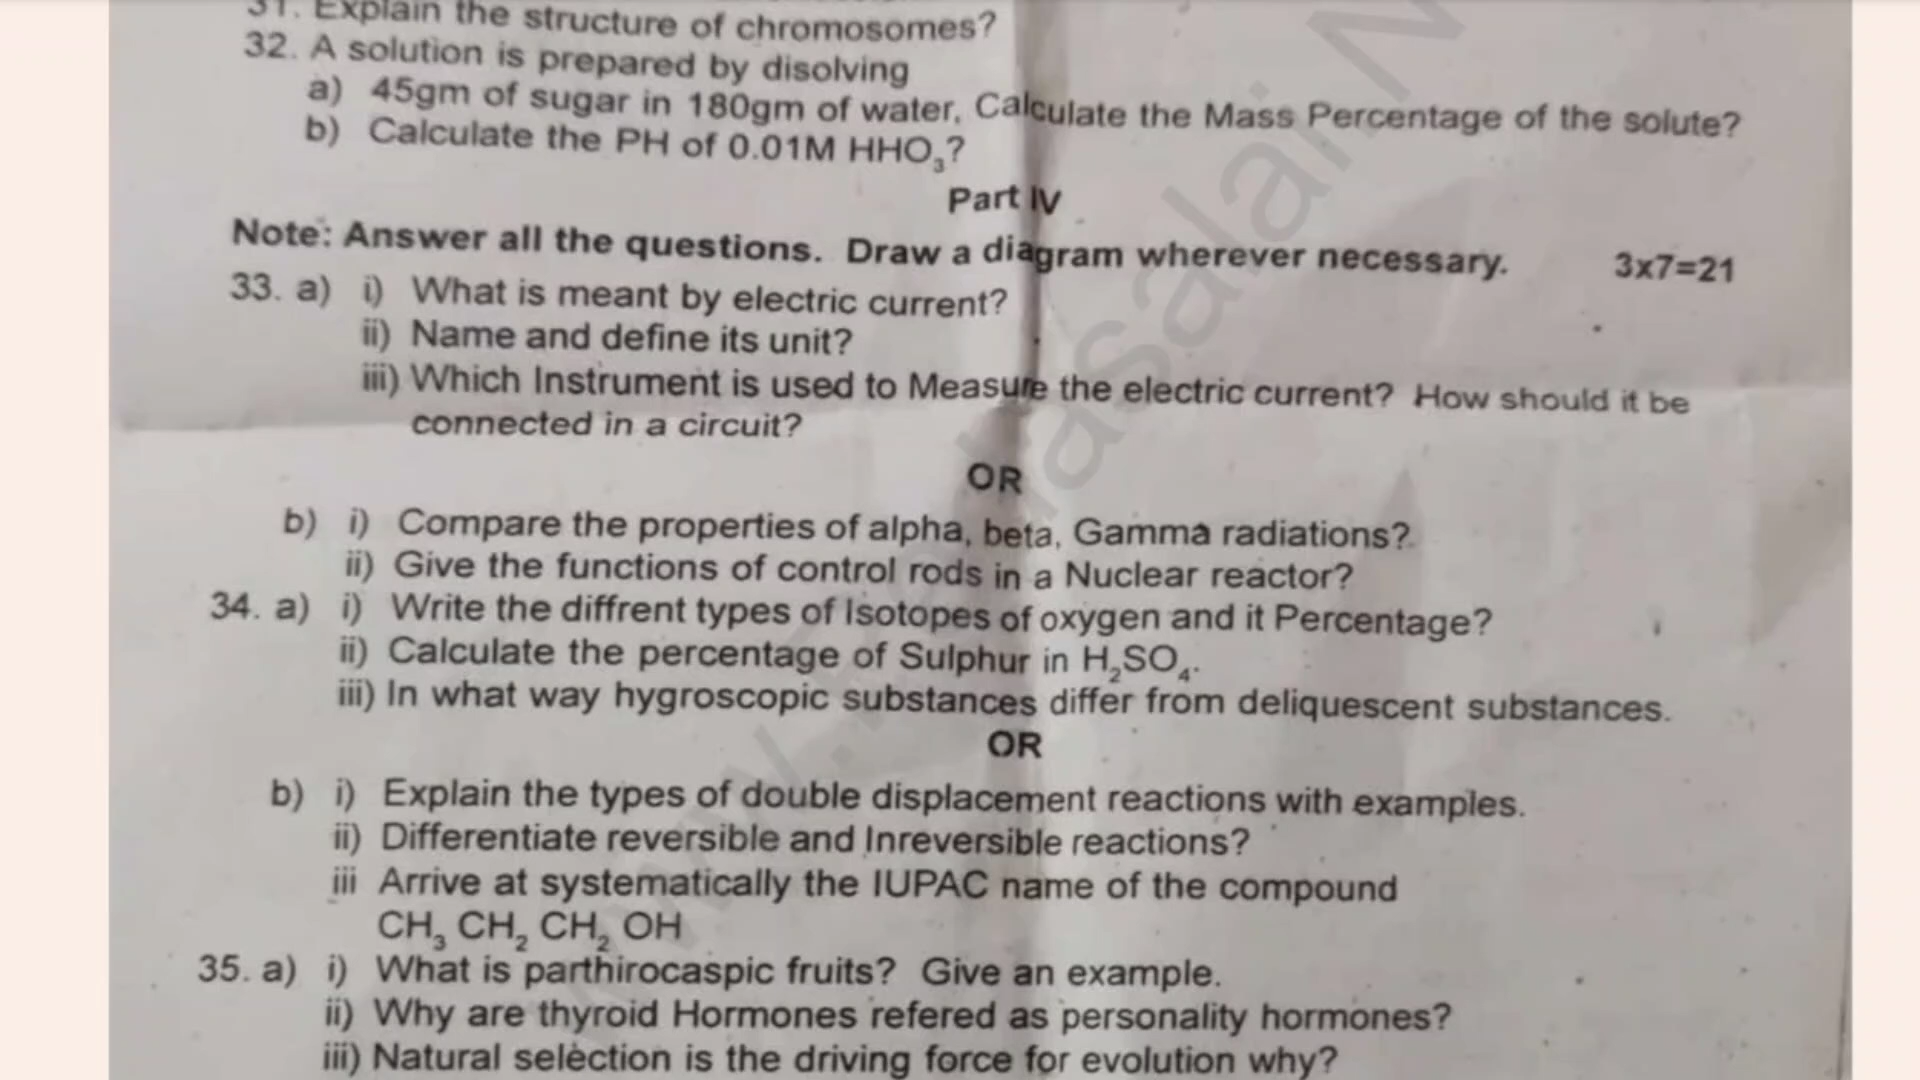 31. Explain the structure of chromosomes?
32. A solution is prepared by disolving
a) 45gm of sugar in 180gm of water, Calculate the Mass Percentage of the solute?
b) Calculate the PH of 0.01M HHO₃?
Part IV
Note: Answer all the questions. Draw a diagram wherever necessary. 3x7=21
33. a) i) What is meant by electric current?
ii) Name and define its unit?
iii) Which Instrument is used to Measure the electric current? How should it be
connected in a circuit?
OR
b) i) Compare the properties of alpha, beta, Gamma radiations?
ii) Give the functions of control rods in a Nuclear reactor?
34. a) i) Write the diffrent types of Isotopes of oxygen and it Percentage?
ii) Calculate the percentage of Sulphur in H₂SO₄.
iii) In what way hygroscopic substances differ from deliquescent substances.
OR
b) i) Explain the types of double displacement reactions with examples.
ii) Differentiate reversible and Inreversible reactions?
iii Arrive at systematically the IUPAC name of the compound
CH₃ CH₂ CH₂ OH
35. a) i) What is parthirocaspic fruits? Give an example.
ii) Why are thyroid Hormones refered as personality hormones?
iii) Natural selection is the driving force for evolution why?